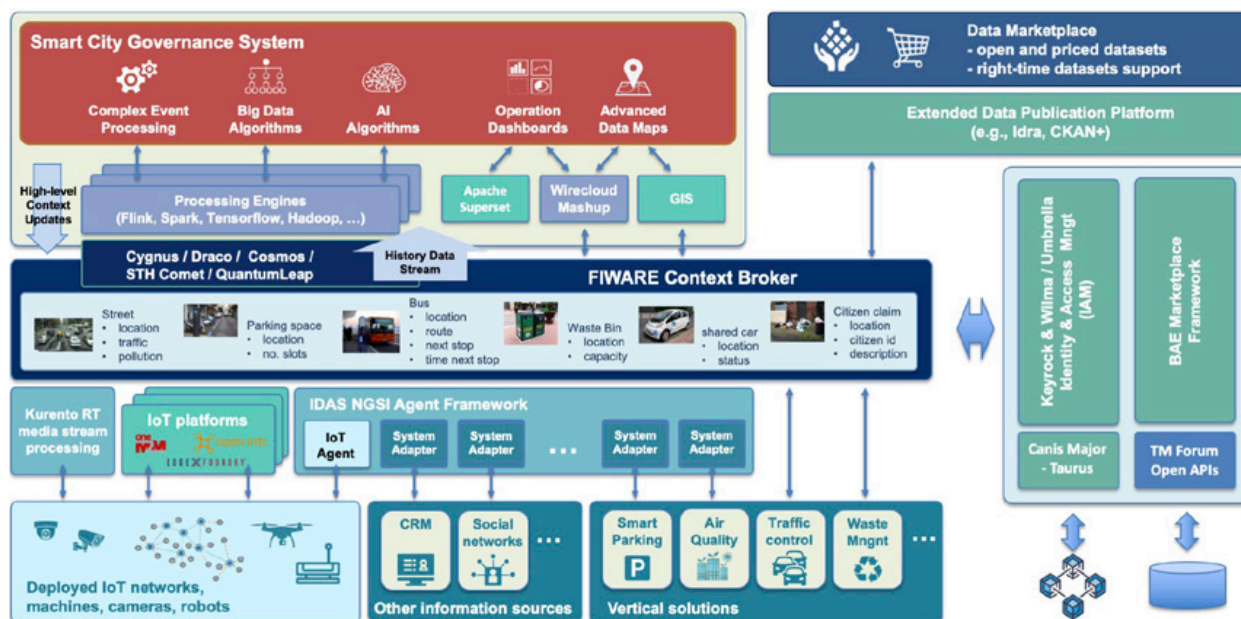 Smart City Governance System
Complex Event
Processing
Big Data
Algorithms
AI
Algorithms
Operation
Dashboards
Advanced
Data Maps
High-level
Context
Updates
Processing Engines
(Flink, Spark, Tensorflow, Hadoop, …)
Apache
Superset
Wirecloud
Mashup
GIS
Cygnus / Draco / Cosmos /
STH Comet / QuantumLeap
History Data
Stream
FIWARE Context Broker
Street
• location
• traffic
• pollution
Parking space
• location
• no. slots
Bus
• location
• route
• next stop
• time next stop
Waste Bin
• location
• capacity
shared car
• location
• status
Citizen claim
• location
• citizen id
• description
Kurento RT
media stream
processing
IoT platforms
one
M2M
open mtc
EDGE X FOUNDRY
IDAS NGSI Agent Framework
IoT
Agent
System
Adapter
System
Adapter
...
System
Adapter
System
Adapter
Deployed IoT networks,
machines, cameras, robots
CRM
Social
networks
...
Other information sources
Smart
Parking
P
Air
Quality
Traffic
control
Waste
Mngnt
...
Vertical solutions
Data Marketplace
- open and priced datasets
- right-time datasets support
Extended Data Publication Platform
(e.g., Idra, CKAN+)
Keyrock & Wilma / Umbrella
Identity & Access Mngt
(IAM)
BAE Marketplace
Framework
Canis Major
- Taurus
TM Forum
Open APIs